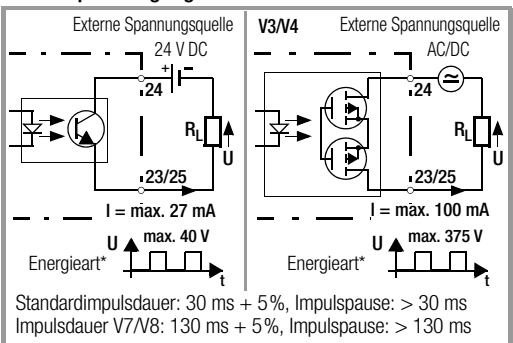 Externe Spannungsquelle
24 V DC
+ −
24
R_L
U
23/25
I = max. 27 mA
U max. 40 V
Energieart*
t
V3/V4 Externe Spannungsquelle
AC/DC
24
R_L
U
23/25
I = max. 100 mA
U max. 375 V
Energieart*
t
Standardimpulsdauer: 30 ms + 5%, Impulspause: > 30 ms
Impulsdauer V7/V8: 130 ms + 5%, Impulspause: > 130 ms